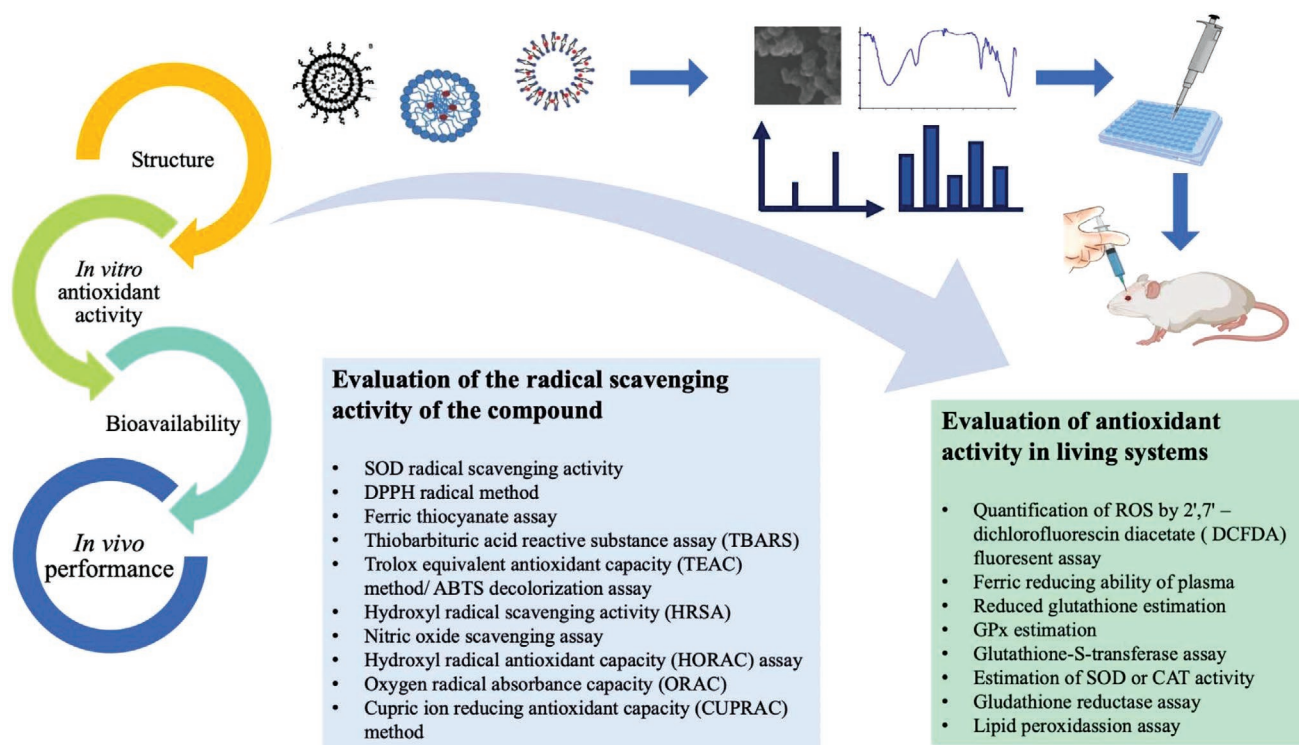 Structure
In vitro
antioxidant
activity
Bioavailability
In vivo
performance
Evaluation of the radical scavenging
activity of the compound
• SOD radical scavenging activity
• DPPH radical method
• Ferric thiocyanate assay
• Thiobarbituric acid reactive substance assay (TBARS)
• Trolox equivalent antioxidant capacity (TEAC)
method/ ABTS decolorization assay
• Hydroxyl radical scavenging activity (HRSA)
• Nitric oxide scavenging assay
• Hydroxyl radical antioxidant capacity (HORAC) assay
• Oxygen radical absorbance capacity (ORAC)
• Cupric ion reducing antioxidant capacity (CUPRAC)
method
Evaluation of antioxidant
activity in living systems
• Quantification of ROS by 2',7' –
dichlorofluorescin diacetate ( DCFDA)
fluoresent assay
• Ferric reducing ability of plasma
• Reduced glutathione estimation
• GPx estimation
• Glutathione-S-transferase assay
• Estimation of SOD or CAT activity
• Gludathione reductase assay
• Lipid peroxidassion assay